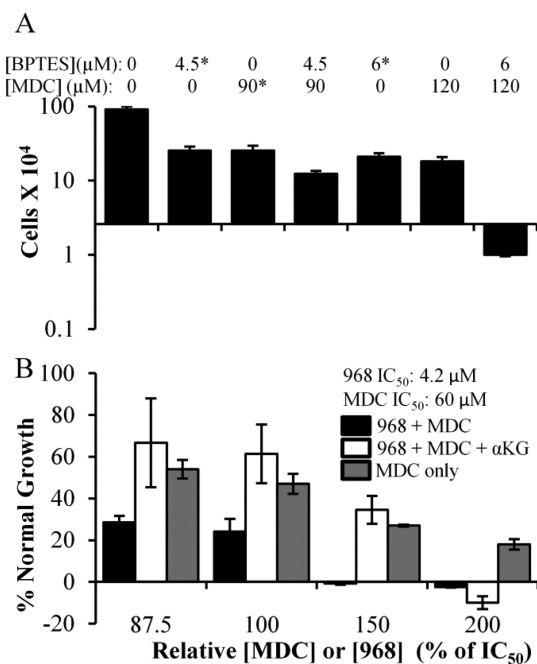 A
[BPTES](µM): 0 4.5* 0 4.5 6* 0 6
[MDC] (µM): 0 0 90* 90 0 120 120
100
10
1
0.1
Cells X 10⁴
B
100
80
60
40
20
0
-20
% Normal Growth
968 IC₅₀: 4.2 µM
MDC IC₅₀: 60 µM
968 + MDC
968 + MDC + αKG
MDC only
87.5 100 150 200
Relative [MDC] or [968] (% of IC₅₀)